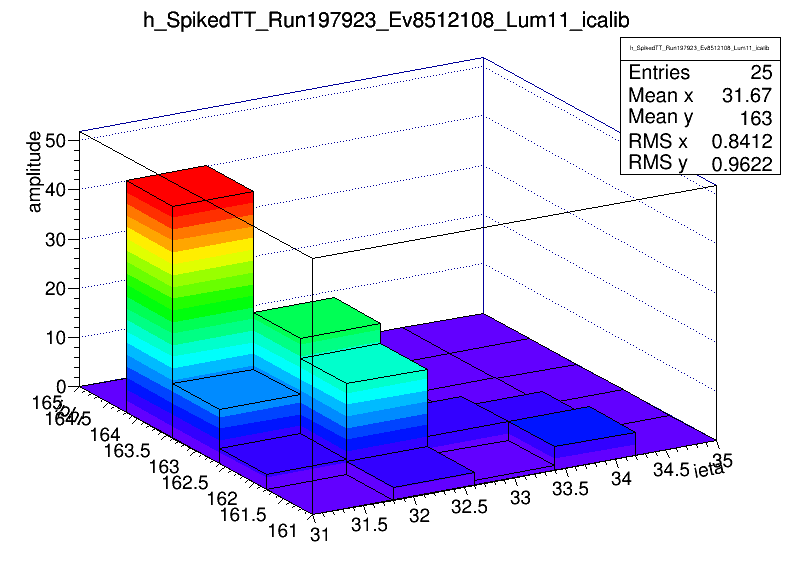 h_SpikedTT_Run197923_Ev8512108_Lum11_icalib
h_SpikedTT_Run197923_Ev8512108_Lum11_icalib
Entries 25
Mean x 31.67
Mean y 163
RMS x 0.8412
RMS y 0.9622
amplitude
50
40
30
20
10
0
165
164.5
164
163.5
163
162.5
162
161.5
161
31
31.5
32
32.5
33
33.5
34
34.5
35
ieta